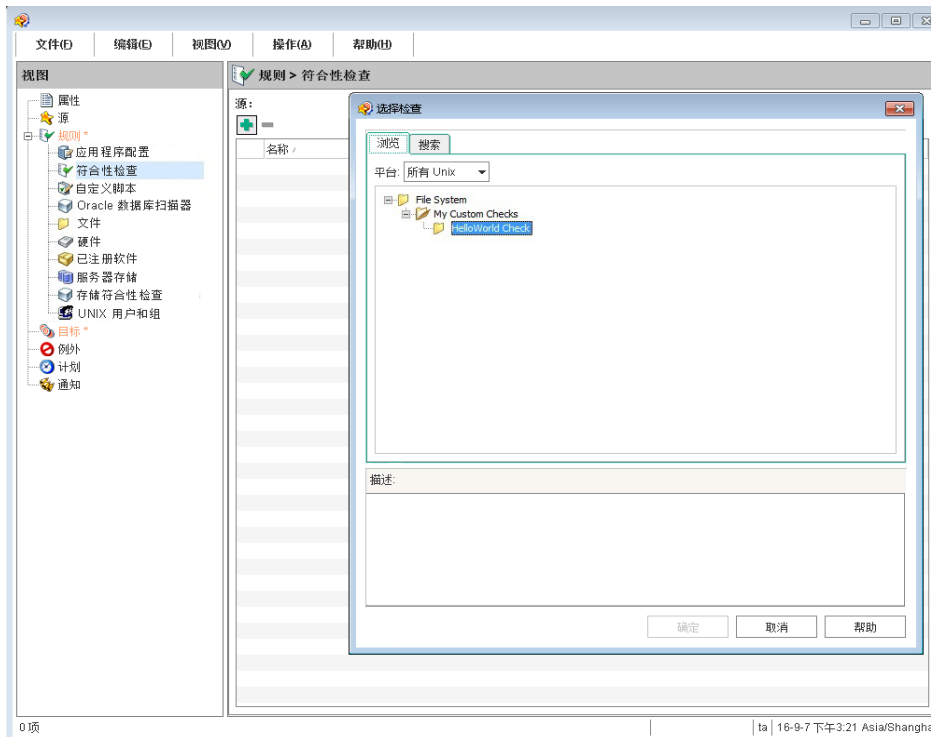 文件(F) 编辑(E) 视图(V) 操作(A) 帮助(H)
视图
规则 > 符合性检查
属性
源
规则 *
应用程序配置
符合性检查
自定义脚本
Oracle 数据库扫描器
文件
硬件
已注册软件
服务器存储
存储符合性检查
UNIX 用户和组
目标 *
例外
计划
通知
源:
名称
选择检查
浏览 搜索
平台: 所有 Unix
File System
My Custom Checks
HelloWorld Check
描述:
确定 取消 帮助
0 项
ta 16-9-7 下午3:21 Asia/Shangha